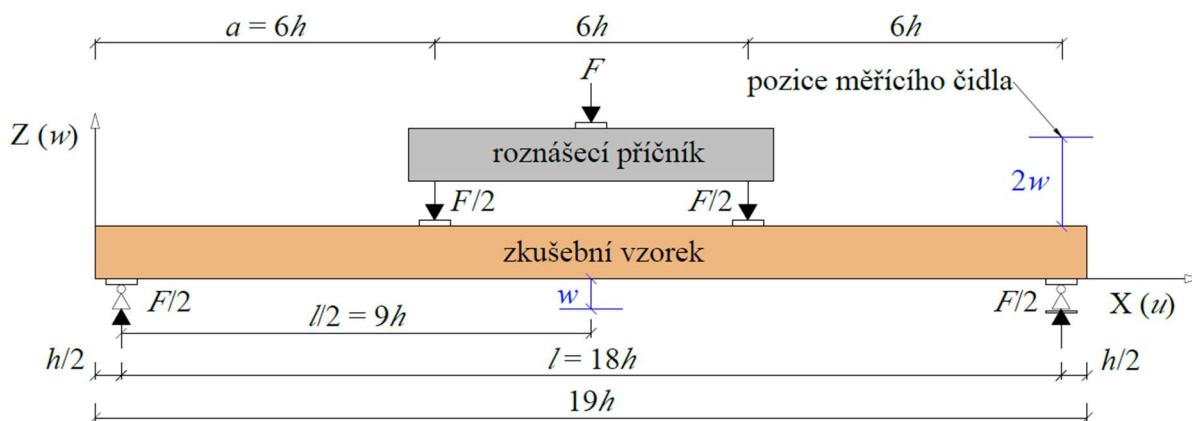 a = 6h
6h
6h
F
pozice měřícího čidla
Z (w)
roznášecí příčník
2w
F/2
F/2
zkušební vzorek
F/2
w
F/2
X (u)
l/2 = 9h
h/2
l = 18h
h/2
19h